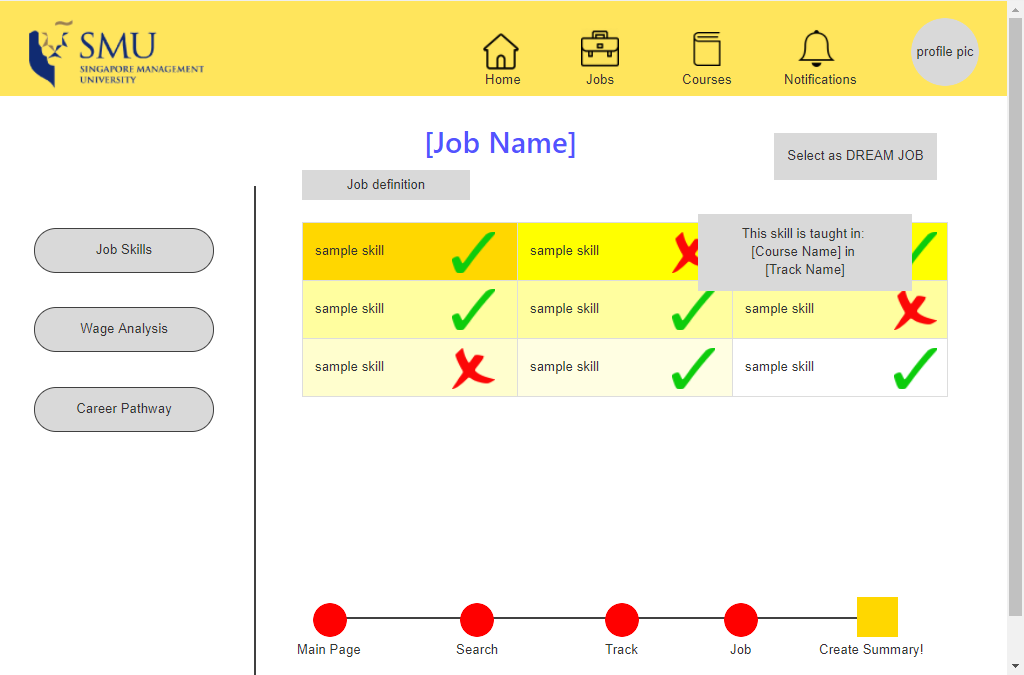 SMU
SINGAPORE MANAGEMENT
UNIVERSITY
Home
Jobs
Courses
Notifications
profile pic
[Job Name]
Select as DREAM JOB
Job definition
Job Skills
Wage Analysis
Career Pathway
sample skill
sample skill
This skill is taught in:
[Course Name] in
[Track Name]
sample skill
sample skill
sample skill
sample skill
sample skill
sample skill
Main Page
Search
Track
Job
Create Summary!